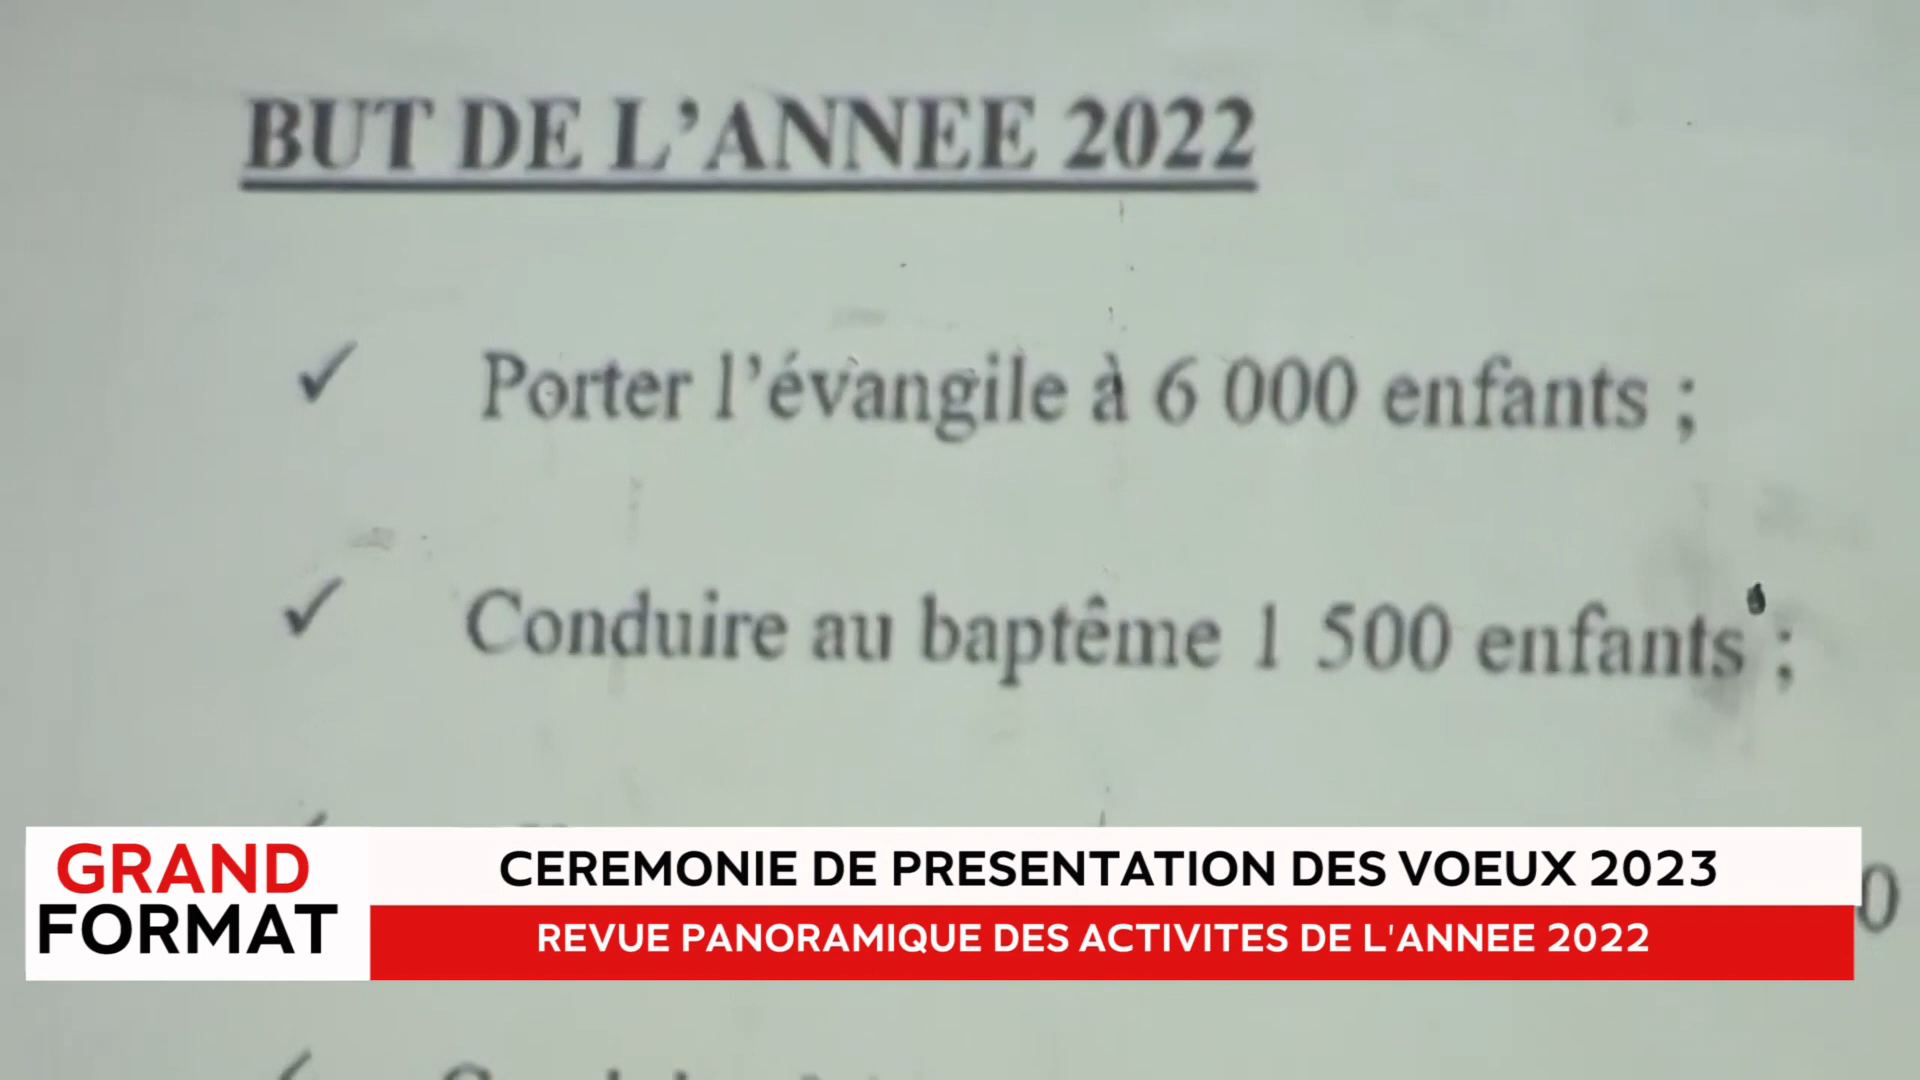 BUT DE L’ANNEE 2022
✓ Porter l’évangile à 6 000 enfants ;
✓ Conduire au baptême 1 500 enfants ;
GRAND
FORMAT
CEREMONIE DE PRESENTATION DES VOEUX 2023
REVUE PANORAMIQUE DES ACTIVITES DE L'ANNEE 2022